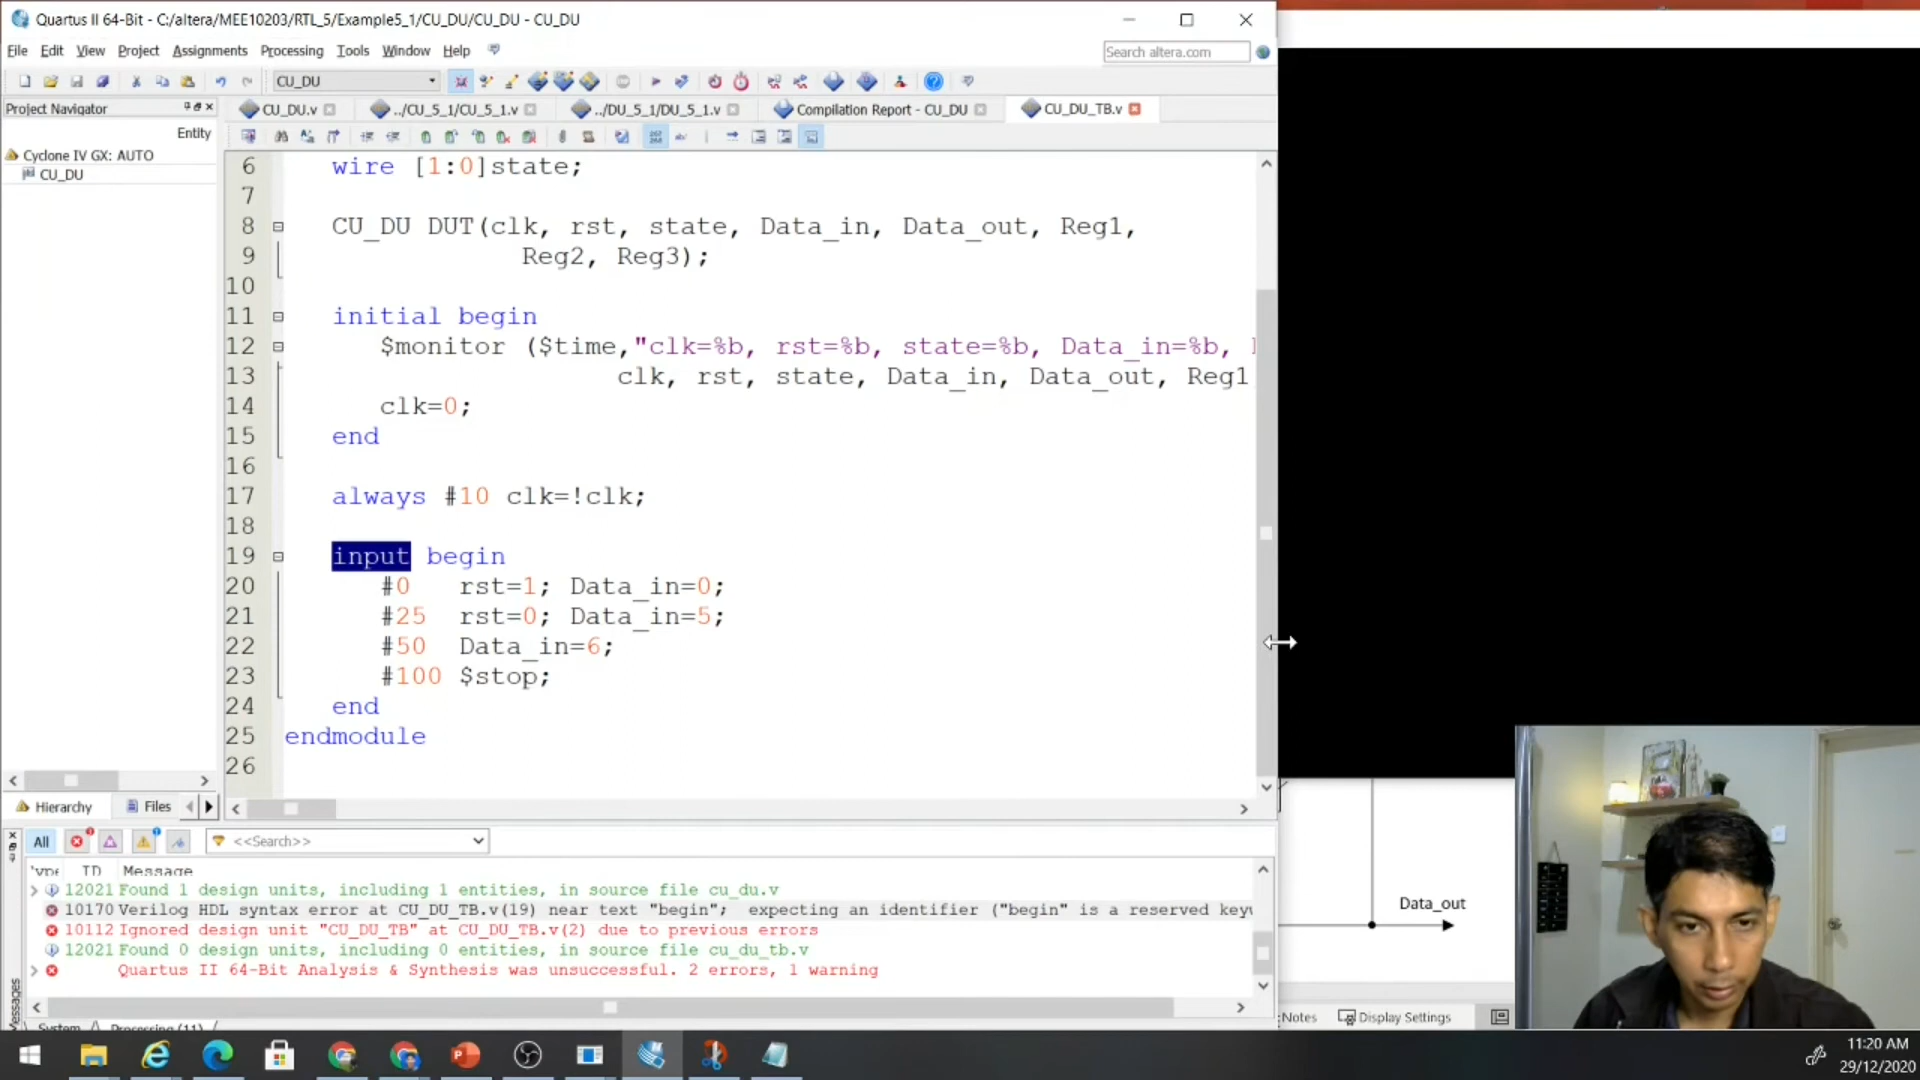 Quartus II 64-Bit - C:/altera/MEE10203/RTL_5/Example5_1/CU_DU/CU_DU - CU_DU
File Edit View Project Assignments Processing Tools Window Help
Search altera.com
CU_DU
Project Navigator
CU_DU.v ../CU_5_1/CU_5_1.v ../DU_5_1/DU_5_1.v Compilation Report - CU_DU CU_DU_TB.v
Entity
Cyclone IV GX: AUTO
CU_DU
6 wire [1:0]state;
7
8 CU_DU DUT(clk, rst, state, Data_in, Data_out, Reg1,
9 Reg2, Reg3);
10
11 initial begin
12 $monitor ($time,"clk=%b, rst=%b, state=%b, Data_in=%b,
13 clk, rst, state, Data_in, Data_out, Reg1
14 clk=0;
15 end
16
17 always #10 clk=!clk;
18
19 input begin
20 #0 rst=1; Data_in=0;
21 #25 rst=0; Data_in=5;
22 #50 Data_in=6;
23 #100 $stop;
24 end
25 endmodule
26
Hierarchy Files
All <<Search>>
ID Message
12021 Found 1 design units, including 1 entities, in source file cu_du.v
10170 Verilog HDL syntax error at CU_DU_TB.v(19) near text "begin"; expecting an identifier ("begin" is a reserved keyw
10112 Ignored design unit "CU_DU_TB" at CU_DU_TB.v(2) due to previous errors
12021 Found 0 design units, including 0 entities, in source file cu_du_tb.v
Quartus II 64-Bit Analysis & Synthesis was unsuccessful. 2 errors, 1 warning
System Processing (11)
Data_out
Notes Display Settings
11:20 AM
29/12/2020